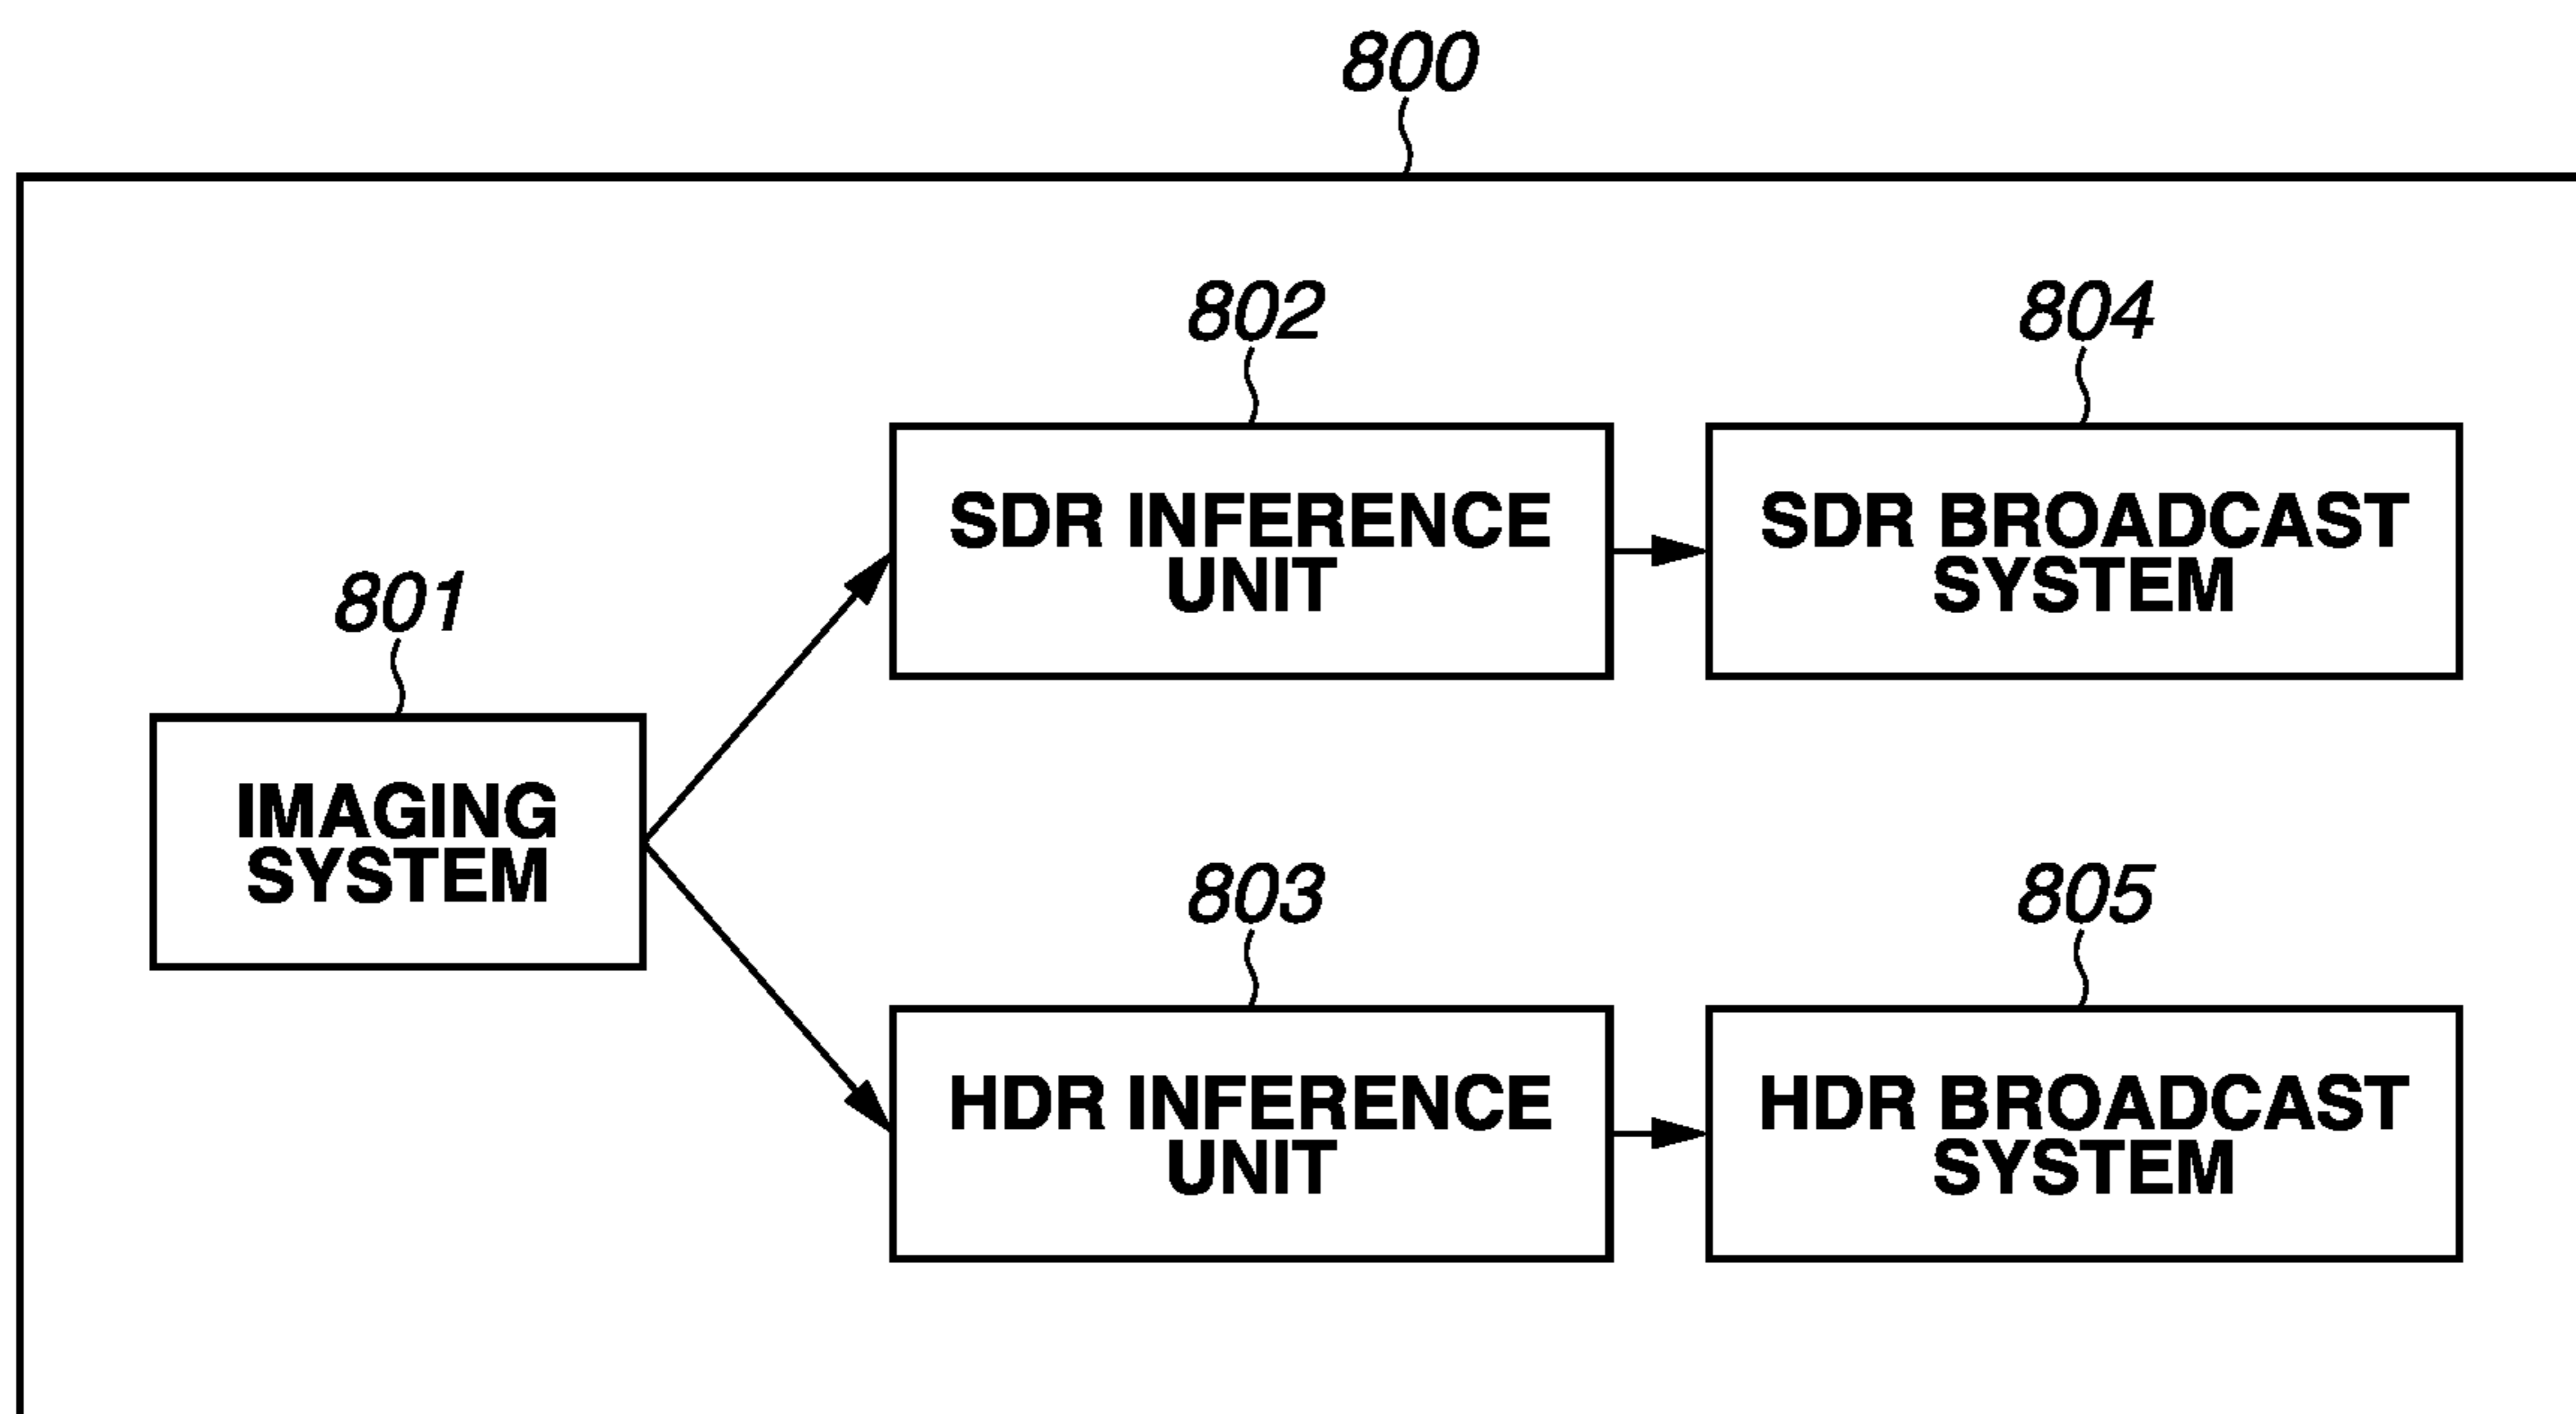 800
802
804
SDR INFERENCE
UNIT
SDR BROADCAST
SYSTEM
801
IMAGING
SYSTEM
803
805
HDR INFERENCE
UNIT
HDR BROADCAST
SYSTEM